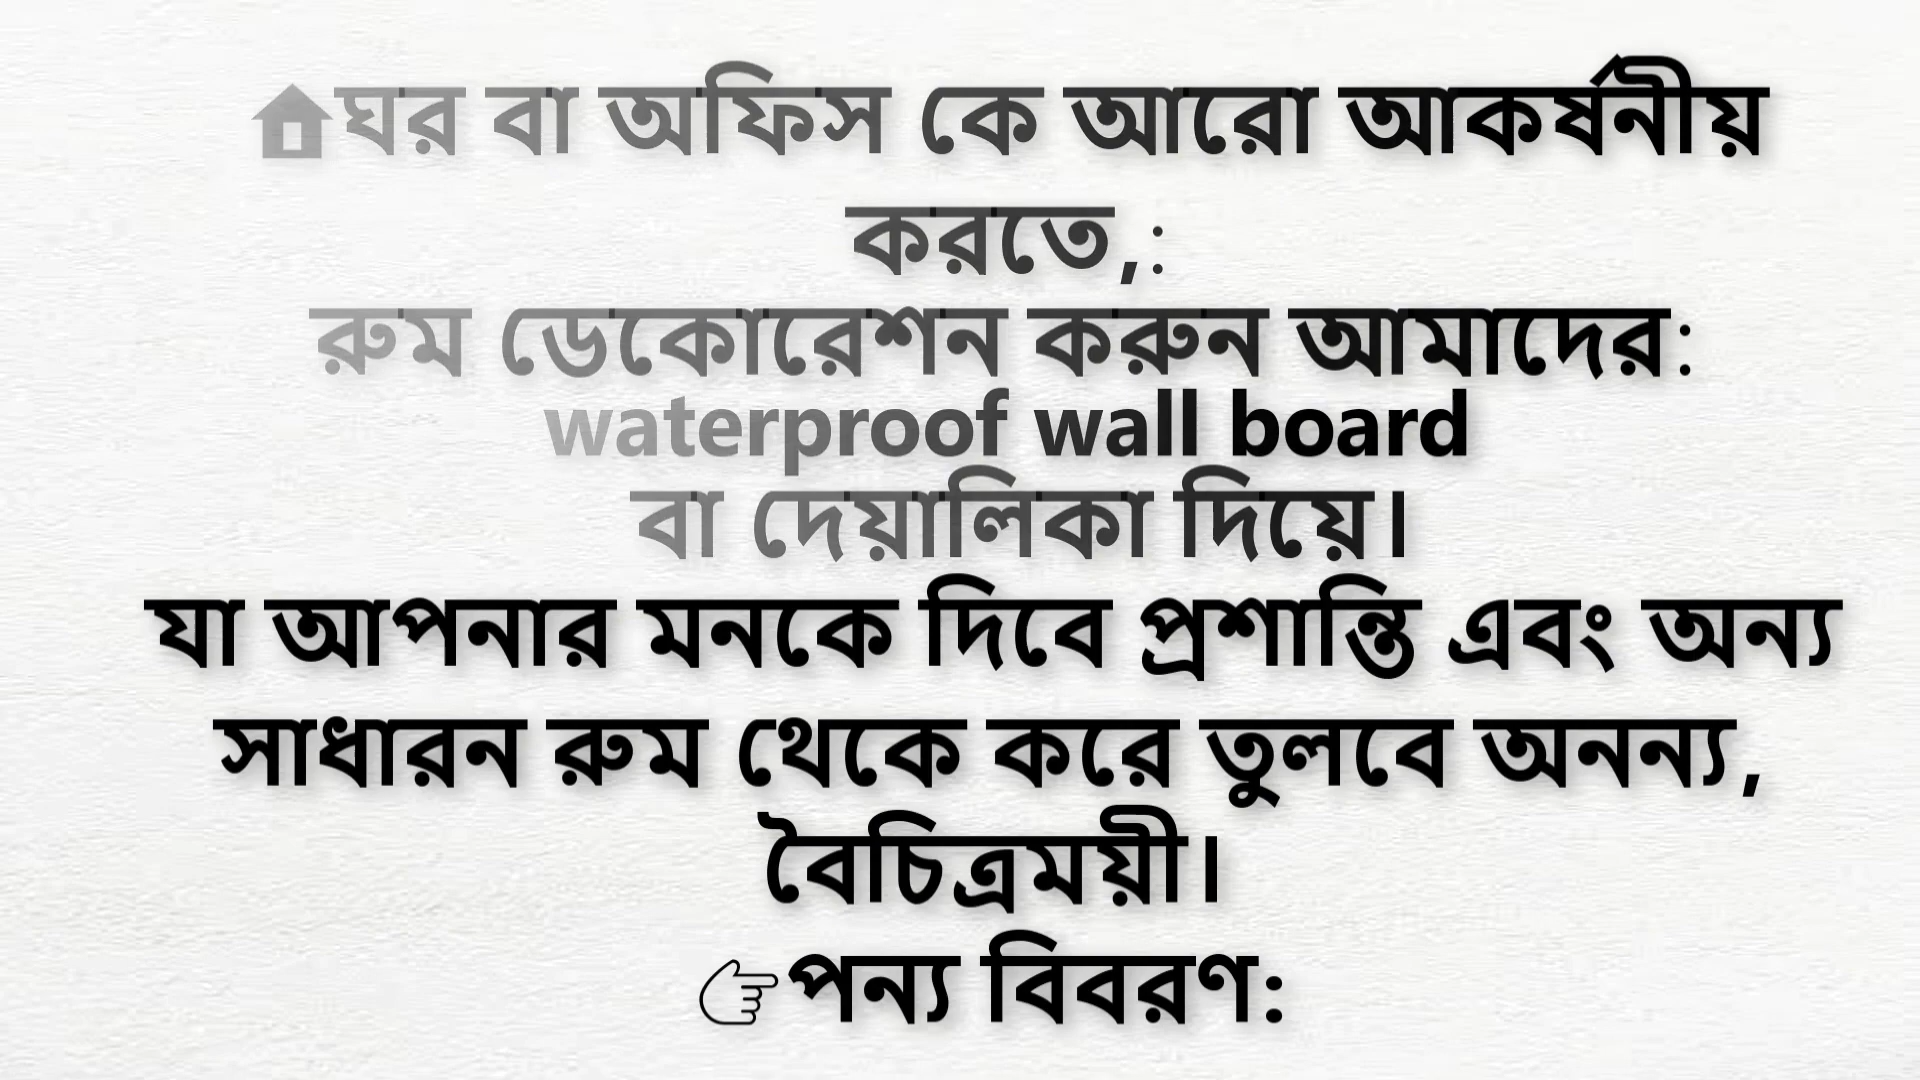 🏠ঘর বা অফিস কে আরো আকর্ষনীয়
করতে,:
রুম ডেকোরেশন করুন আমাদের:
waterproof wall board
বা দেয়ালিকা দিয়ে।
যা আপনার মনকে দিবে প্রশান্তি এবং অন্য
সাধারন রুম থেকে করে তুলবে অনন্য,
বৈচিত্রময়ী।
👉পন্য বিবরণ: